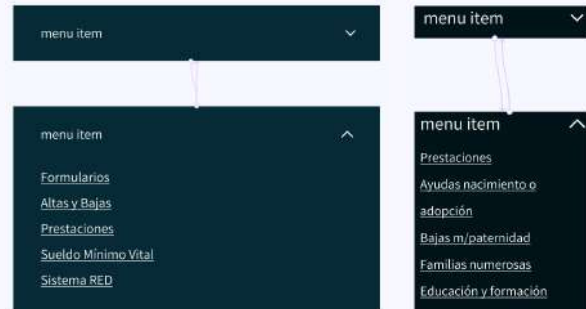 menu item
menu item
Formularios
Altas y Bajas
Prestaciones
Sueldo Mínimo Vital
Sistema RED
menu item
menu item
Prestaciones
Ayudas nacimiento o
adopción
Bajas m/paternidad
Familias numerosas
Educación y formación